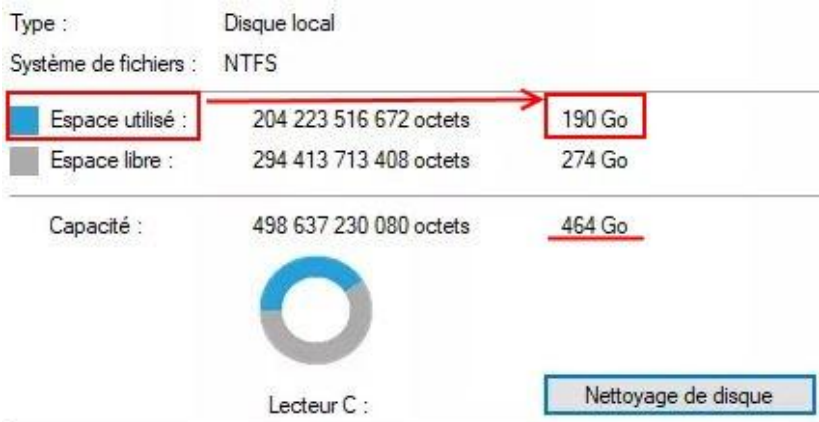 Type : Disque local
Système de fichiers : NTFS
Espace utilisé : 204 223 516 672 octets 190 Go
Espace libre : 294 413 713 408 octets 274 Go
Capacité : 498 637 230 080 octets 464 Go
Lecteur C :
Nettoyage de disque